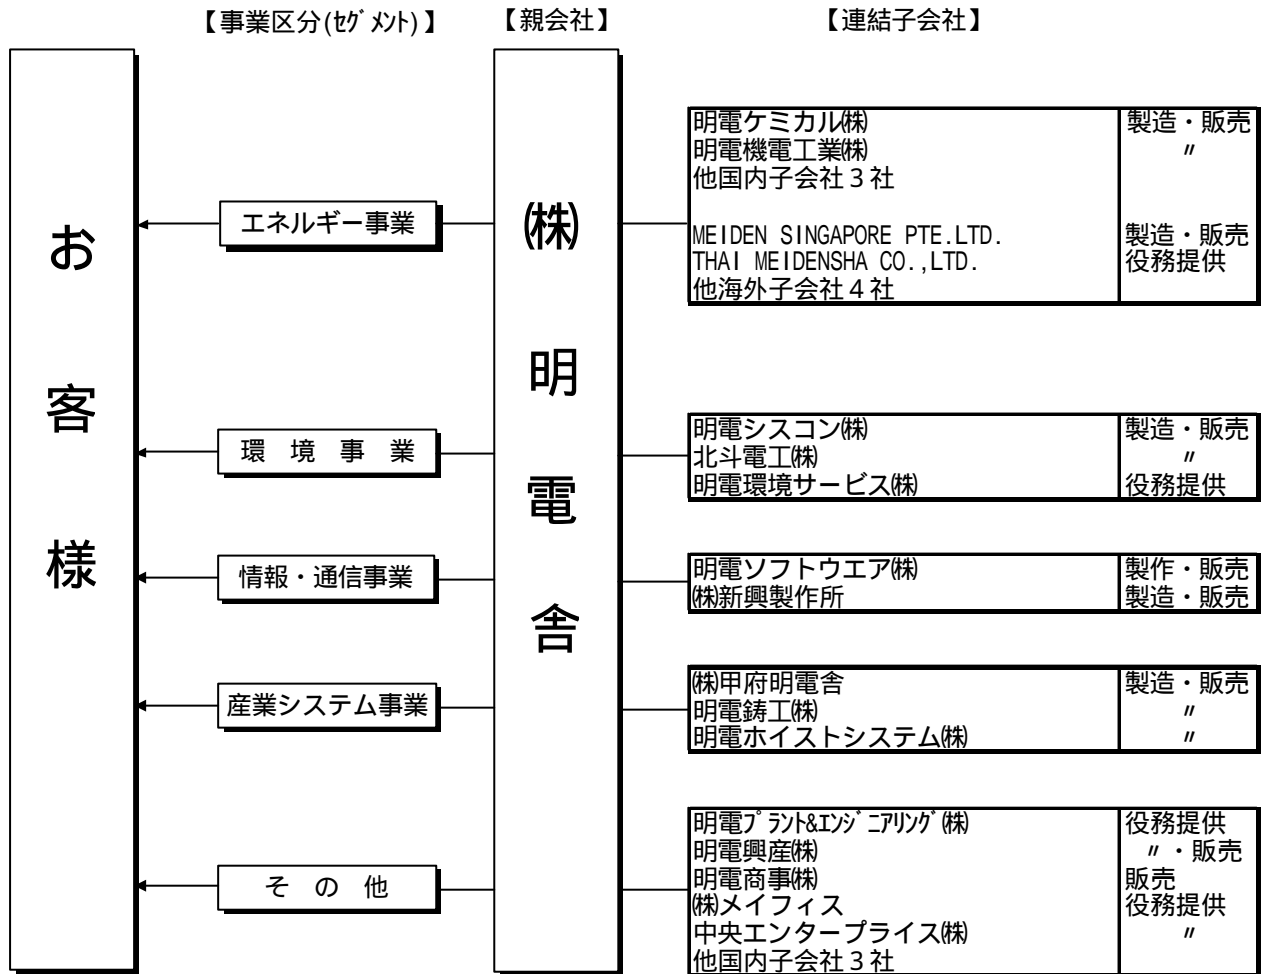 【事業区分(ｾｸﾞﾒﾝﾄ)】
【親会社】
【連結子会社】
お客様
エネルギー事業
環境事業
情報・通信事業
産業システム事業
その他
㈱明電舎
明電ケミカル㈱ 製造・販売
明電機電工業㈱ 〃
他国内子会社３社
MEIDEN SINGAPORE PTE.LTD. 製造・販売
THAI MEIDENSHA CO.,LTD. 役務提供
他海外子会社４社
明電シスコン㈱ 製造・販売
北斗電工㈱ 〃
明電環境サービス㈱ 役務提供
明電ソフトウエア㈱ 製作・販売
㈱新興製作所 製造・販売
㈱甲府明電舎 製造・販売
明電鋳工㈱ 〃
明電ホイストシステム㈱ 〃
明電ﾌﾟﾗﾝﾄ&ｴﾝｼﾞﾆｱﾘﾝｸﾞ㈱ 役務提供
明電興産㈱ 〃・販売
明電商事㈱ 販売
㈱メイフィス 役務提供
中央エンタープライス㈱ 〃
他国内子会社３社